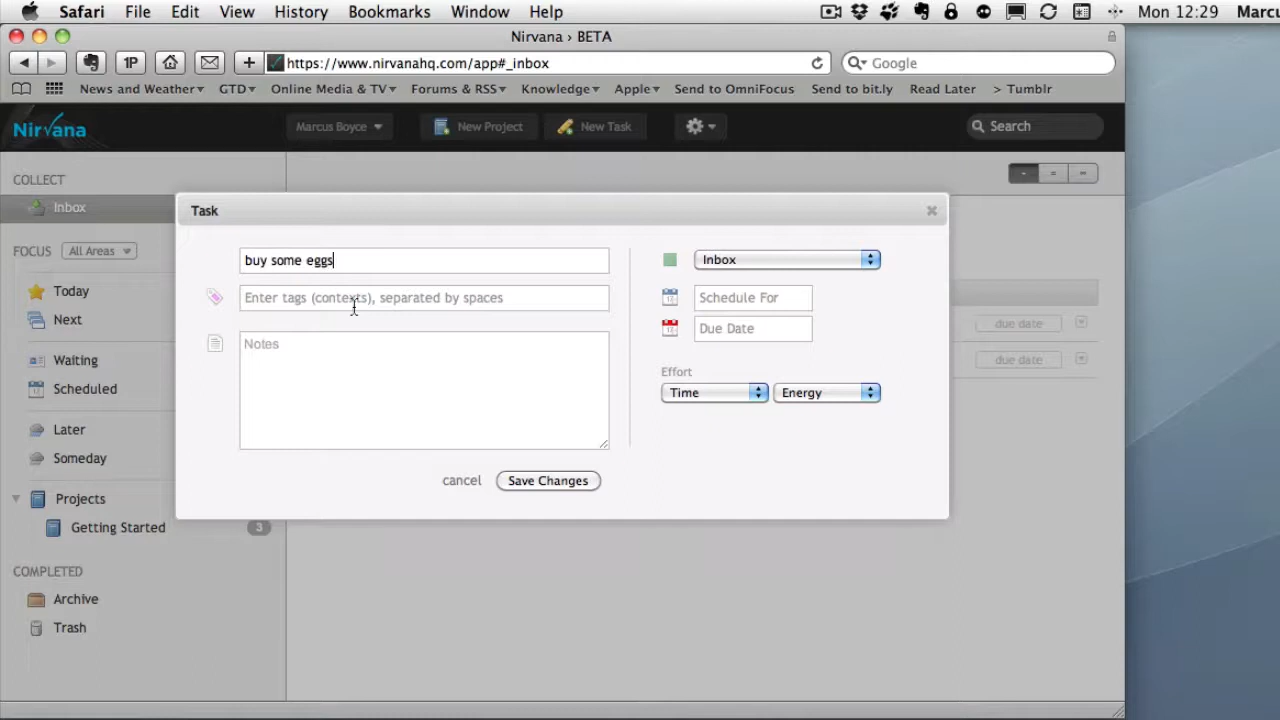 Safari File Edit View History Bookmarks Window Help Mon 12:29 Marcu
Nirvana › BETA
1P https://www.nirvanahq.com/app#_inbox Google
News and Weather GTD Online Media & TV Forums & RSS Knowledge Apple Send to OmniFocus Send to bit.ly Read Later > Tumblr
Nirvana Marcus Boyce New Project New Task Search
COLLECT
Inbox
FOCUS All Areas
Today
Next
Waiting
Scheduled
Later
Someday
Projects
Getting Started 3
COMPLETED
Archive
Trash
Task
buy some eggs
Enter tags (contexts), separated by spaces
Notes
cancel Save Changes
Inbox
Schedule For
Due Date
Effort
Time Energy
due date
due date